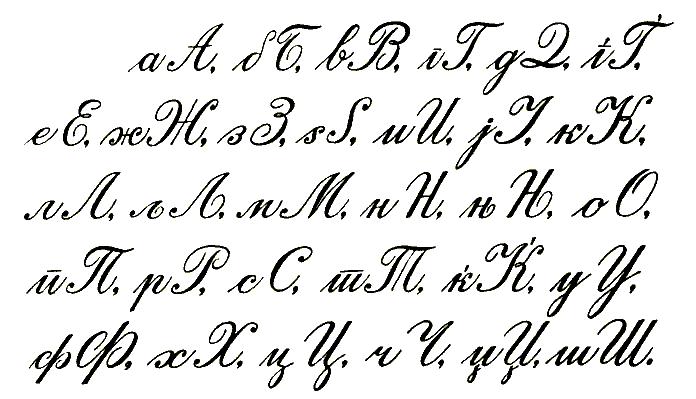 аА, бБ, вВ, гГ, дД, ѓЃ,
еЕ, жЖ, зЗ, ѕЅ, иИ, јЈ, кК,
лЛ, љЉ, мМ, нН, њЊ, оО,
пП, рР, сС, тТ, ќЌ, уУ,
фФ, хХ, цЦ, чЧ, џЏ, шШ.